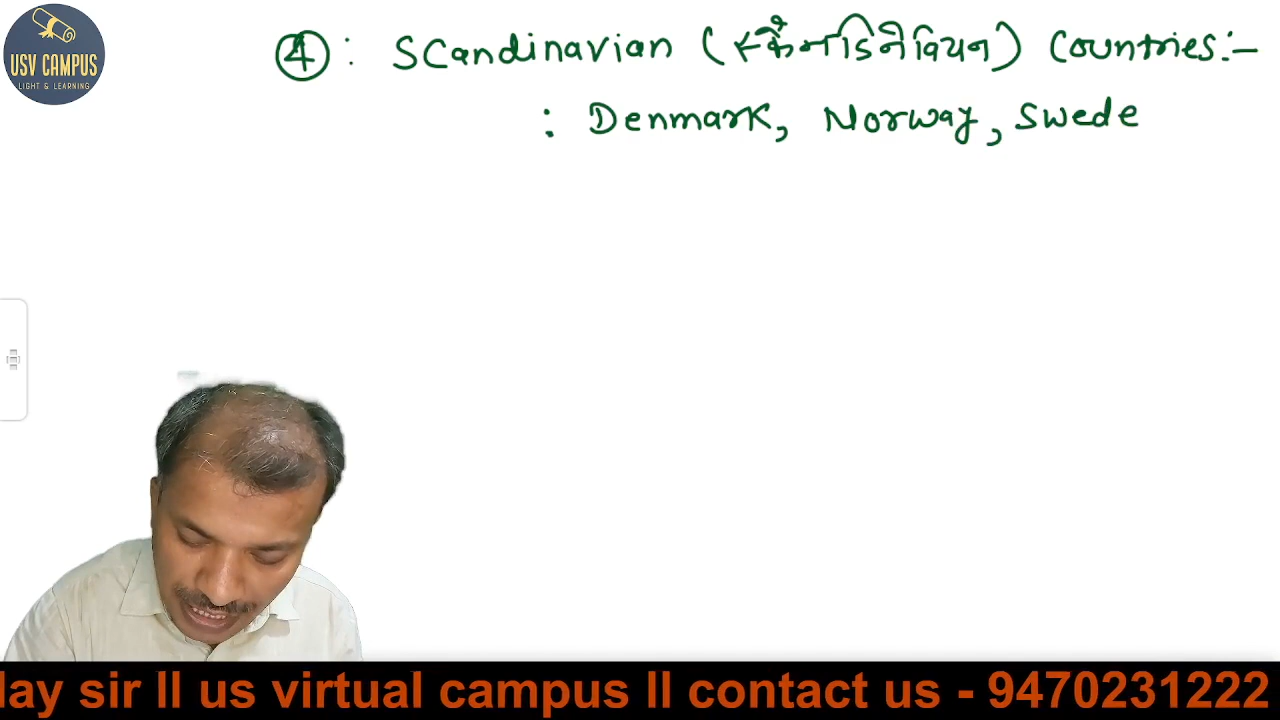 USV CAMPUS
LIGHT & LEARNING
④ : Scandinavian (स्कैनाडिनेवियन) Countries:-
: Denmark, Norway, Swede
lay sir ll us virtual campus ll contact us - 9470231222